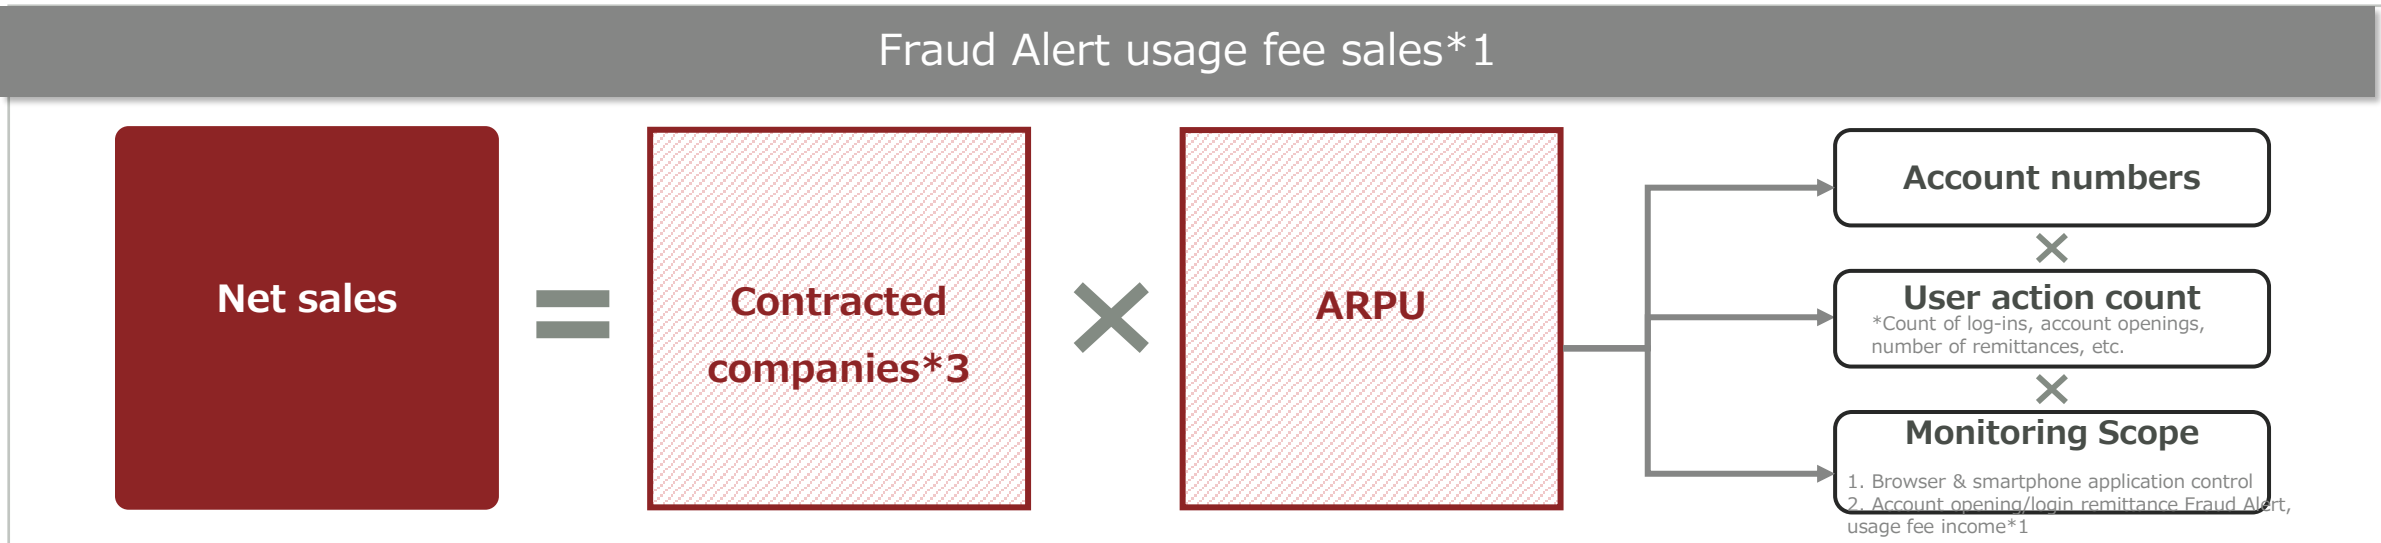 Fraud Alert usage fee sales*1
Net sales
=
Contracted
companies*3
×
ARPU
Account numbers
×
User action count
*Count of log-ins, account openings,
number of remittances, etc.
×
Monitoring Scope
1. Browser & smartphone application control
2. Account opening/login remittance Fraud Alert,
usage fee income*1